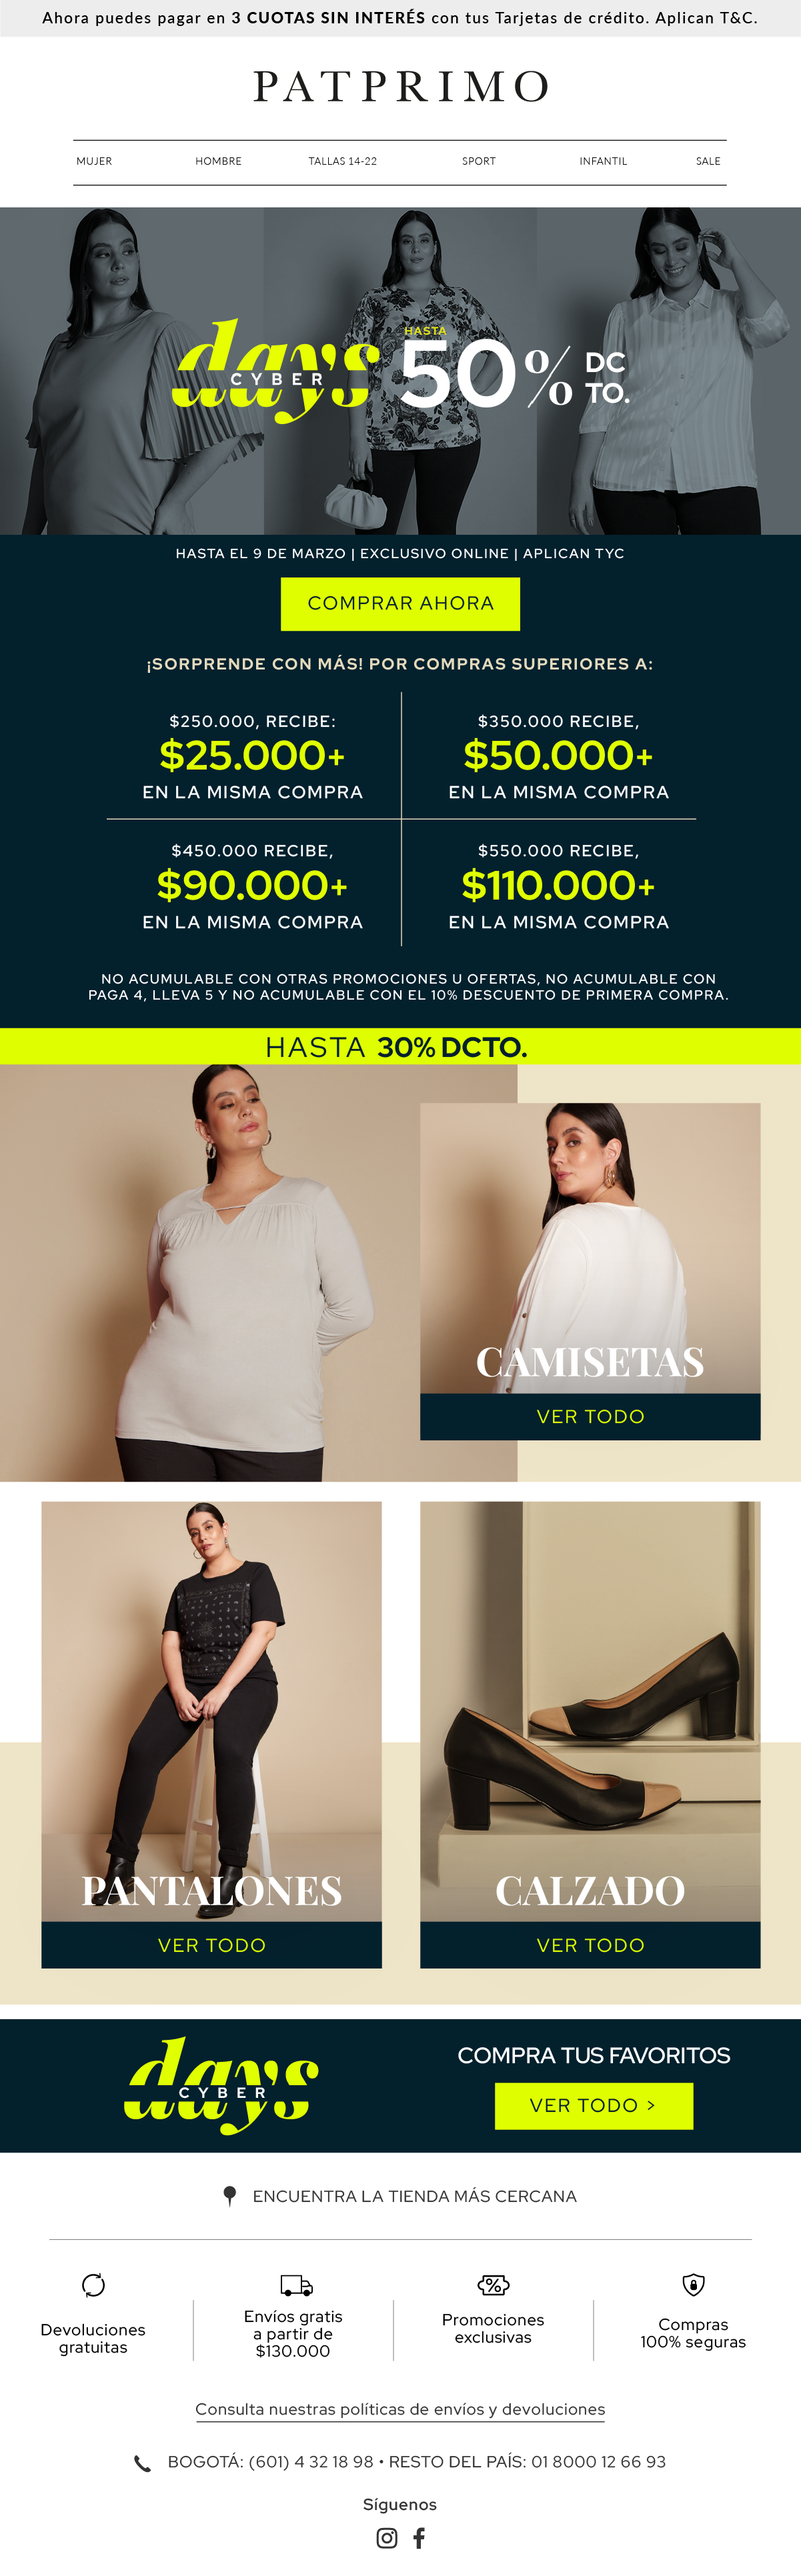 Ahora puedes pagar en 3 CUOTAS SIN INTERÉS con tus Tarjetas de crédito. Aplican T&C.
PATPRIMO
MUJER HOMBRE TALLAS 14-22 SPORT INFANTIL SALE
days
CYBER
HASTA
50% DC
TO.
HASTA EL 9 DE MARZO | EXCLUSIVO ONLINE | APLICAN TYC
COMPRAR AHORA
¡SORPRENDE CON MÁS! POR COMPRAS SUPERIORES A:
$250.000, RECIBE:
$25.000+
EN LA MISMA COMPRA
$350.000 RECIBE,
$50.000+
EN LA MISMA COMPRA
$450.000 RECIBE,
$90.000+
EN LA MISMA COMPRA
$550.000 RECIBE,
$110.000+
EN LA MISMA COMPRA
NO ACUMULABLE CON OTRAS PROMOCIONES U OFERTAS, NO ACUMULABLE CON
PAGA 4, LLEVA 5 Y NO ACUMULABLE CON EL 10% DESCUENTO DE PRIMERA COMPRA.
HASTA 30% DCTO.
CAMISETAS
VER TODO
PANTALONES
VER TODO
CALZADO
VER TODO
days
CYBER
COMPRA TUS FAVORITOS
VER TODO >
ENCUENTRA LA TIENDA MÁS CERCANA
Devoluciones
gratuitas
Envíos gratis
a partir de
$130.000
Promociones
exclusivas
Compras
100% seguras
Consulta nuestras políticas de envíos y devoluciones
BOGOTÁ: (601) 4 32 18 98 • RESTO DEL PAÍS: 01 8000 12 66 93
Síguenos